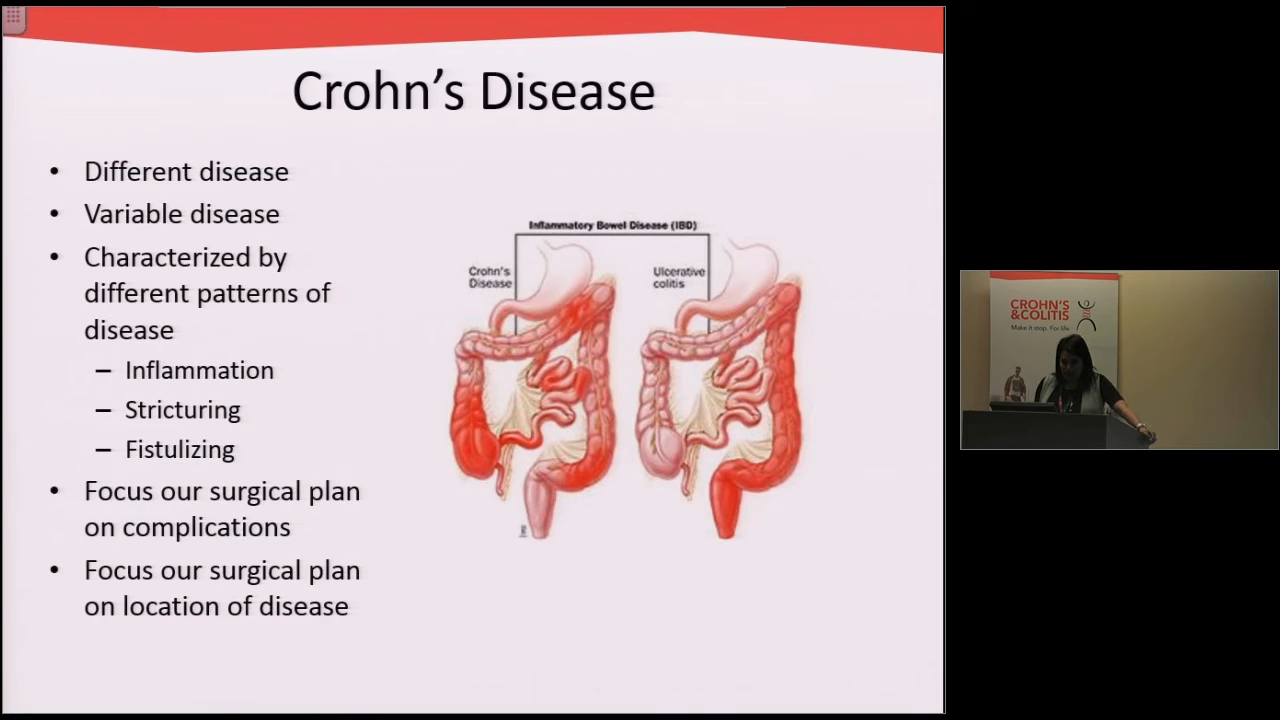 Crohn's Disease
• Different disease
• Variable disease
• Characterized by
different patterns of
disease
– Inflammation
– Stricturing
– Fistulizing
• Focus our surgical plan
on complications
• Focus our surgical plan
on location of disease
Inflammatory Bowel Disease (IBD)
Crohn's
Disease
Ulcerative
colitis
CROHN'S
&COLITIS
Make it stop. For life.